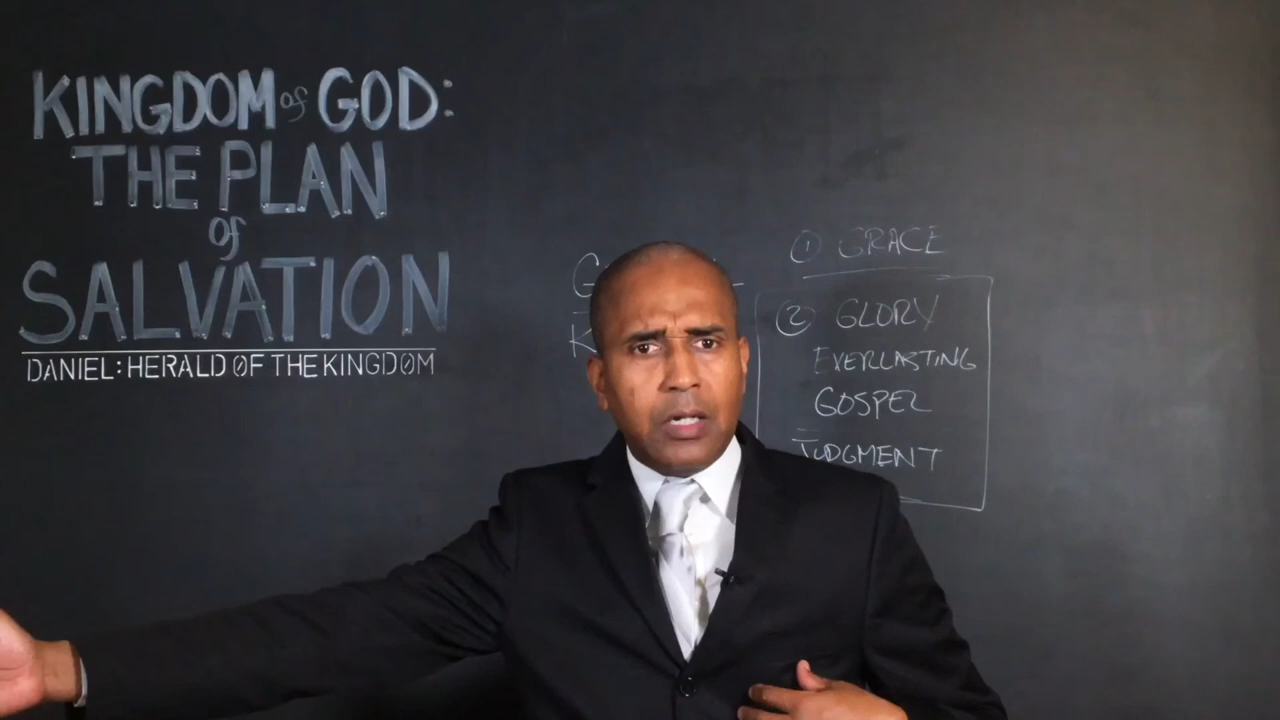 KINGDOM of GOD:
THE PLAN
of
SALVATION
DANIEL: HERALD OF THE KINGDOM
① GRACE
② GLORY
EVERLASTING
GOSPEL
JUDGMENT